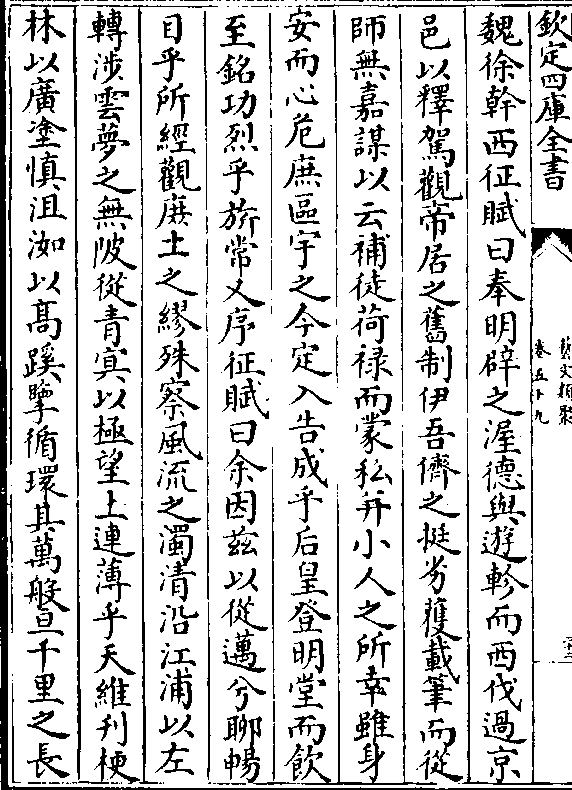 欽定四庫全書
藝文類聚
卷五十九
魏徐幹西征賦曰奉明辟之渥德與遊軫而西伐過京
邑以釋駕觀帝居之舊制伊吾儕之挺劣獲載筆而從
師無嘉謀以云補徒荷禄而蒙私非小人之所幸雖身
安而心危庶區宇之今定入告成乎后皇登明堂而飲
至銘功烈乎旂常又序征賦曰余因茲以從邁兮聊暢
目乎所經觀庶土之繆殊察風流之濁清沿江浦以左
轉涉雲夢之無陂從青冥以極望上連薄乎天維刋梗
林以廣塗慎沮洳以髙蹊擥循環其萬般亘千里之長